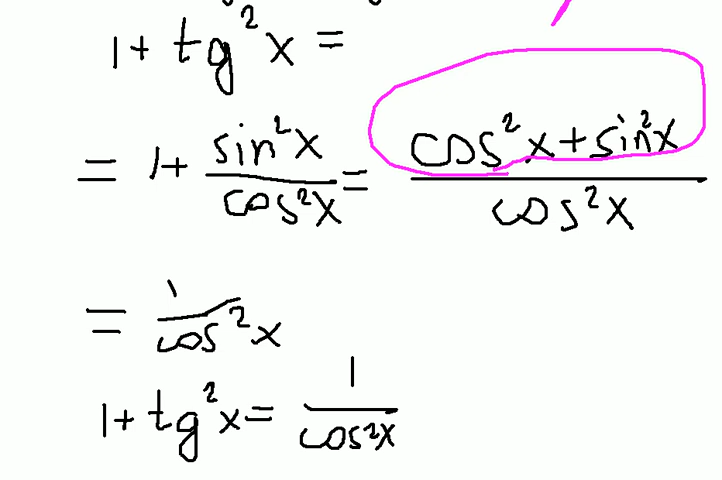 1 + tg²x =
= 1 + sin²x / cos²x = cos²x + sin²x / cos²x
= 1 / cos²x
1 + tg²x = 1 / cos²x